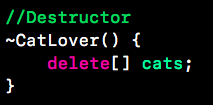 //Destructor
~CatLover() {
    delete[] cats;
}